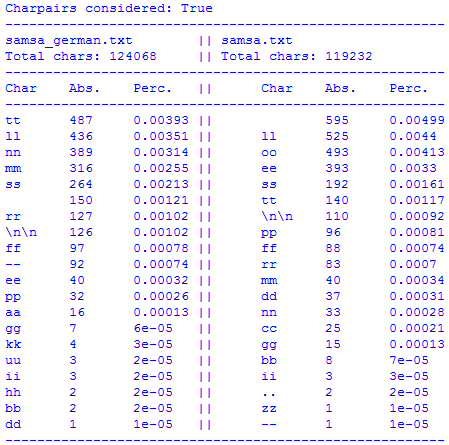 Charpairs considered: True
-------------------------------------------------------
samsa_german.txt        || samsa.txt
Total chars: 124068     || Total chars: 119232
-------------------------------------------------------
Char    Abs.    Perc.   ||      Char    Abs.    Perc.
-------------------------------------------------------
tt      487     0.00393 ||              595     0.00499
ll      436     0.00351 ||      ll      525     0.0044
nn      389     0.00314 ||      oo      493     0.00413
mm      316     0.00255 ||      ee      393     0.0033
ss      264     0.00213 ||      ss      192     0.00161
        150     0.00121 ||      tt      140     0.00117
rr      127     0.00102 ||      \n\n    110     0.00092
\n\n    126     0.00102 ||      pp      96      0.00081
ff      97      0.00078 ||      ff      88      0.00074
--      92      0.00074 ||      rr      83      0.0007
ee      40      0.00032 ||      mm      40      0.00034
pp      32      0.00026 ||      dd      37      0.00031
aa      16      0.00013 ||      nn      33      0.00028
gg      7       6e-05   ||      cc      25      0.00021
kk      4       3e-05   ||      gg      15      0.00013
uu      3       2e-05   ||      bb      8       7e-05
ii      3       2e-05   ||      ii      3       3e-05
hh      2       2e-05   ||      ..      2       2e-05
bb      2       2e-05   ||      zz      1       1e-05
dd      1       1e-05   ||      --      1       1e-05
-------------------------------------------------------